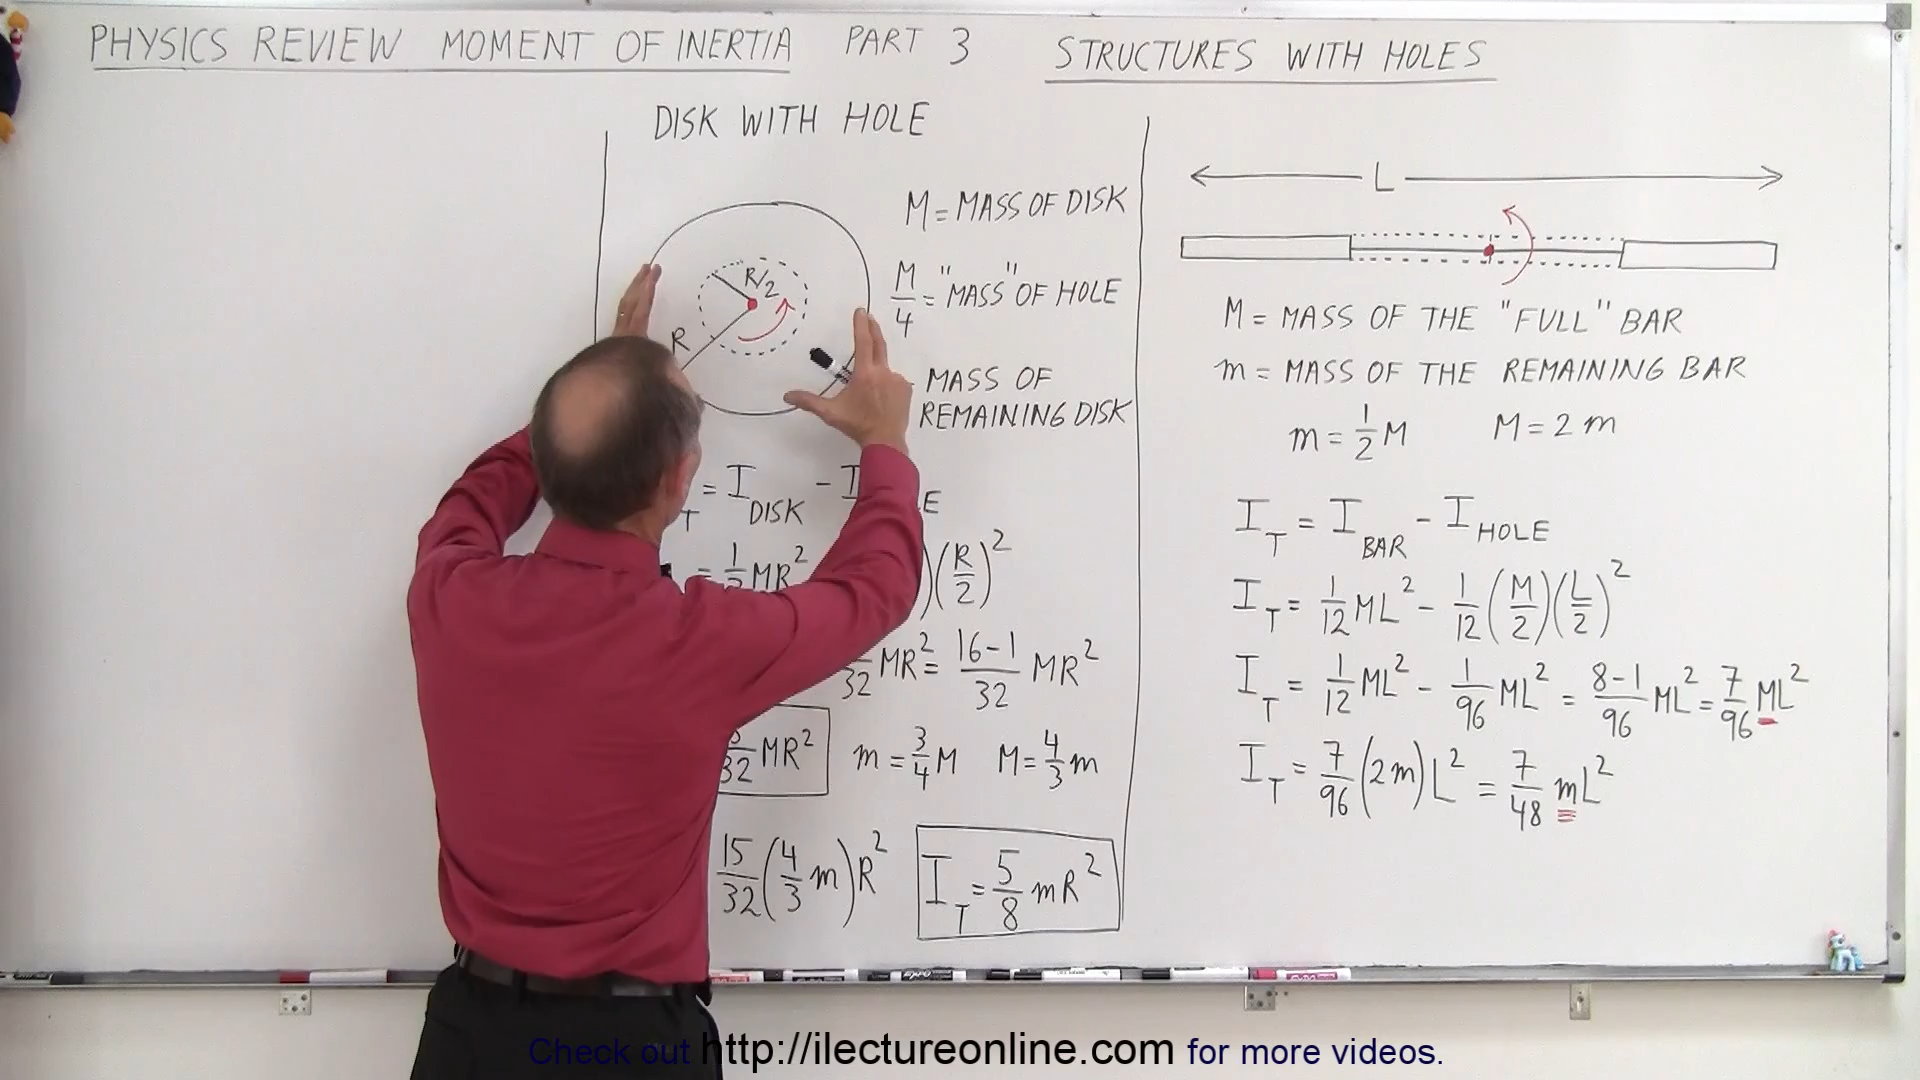 PHYSICS REVIEW MOMENT OF INERTIA PART 3 STRUCTURES WITH HOLES
DISK WITH HOLE
R/2
R
M = MASS OF DISK
M/4 = "MASS" OF HOLE
MASS OF
REMAINING DISK
T = I DISK - I E
= 1/2 MR²
)(R/2)²
32 MR² = 16-1/32 MR²
32 MR² m = 3/4 M M = 4/3 m
15/32 (4/3 m) R² I_T = 5/8 mR²
L
M = MASS OF THE "FULL" BAR
m = MASS OF THE REMAINING BAR
m = 1/2 M M = 2 m
I_T = I_BAR - I_HOLE
I_T = 1/12 ML² - 1/12 (M/2)(L/2)²
I_T = 1/12 ML² - 1/96 ML² = 8-1/96 ML² = 7/96 ML²
I_T = 7/96 (2m) L² = 7/48 mL²
EXPO
Check out http://ilectureonline.com for more videos.